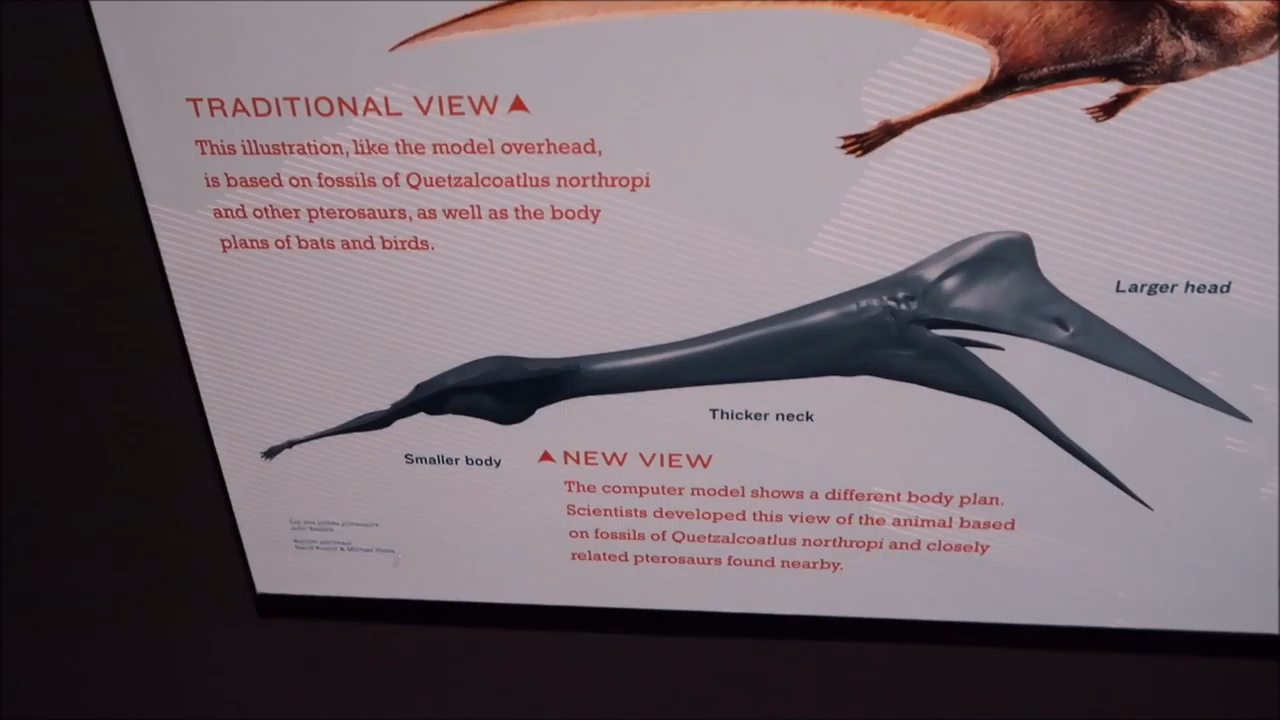 TRADITIONAL VIEW
This illustration, like the model overhead,
is based on fossils of Quetzalcoatlus northropi
and other pterosaurs, as well as the body
plans of bats and birds.
Larger head
Thicker neck
Smaller body
NEW VIEW
The computer model shows a different body plan.
Scientists developed this view of the animal based
on fossils of Quetzalcoatlus northropi and closely
related pterosaurs found nearby.